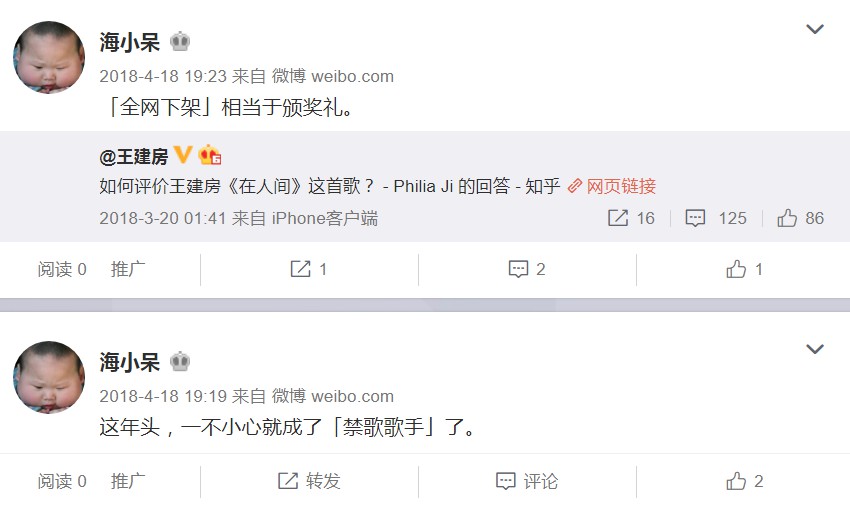 海小呆
2018-4-18 19:23 来自 微博 weibo.com
「全网下架」相当于颁奖礼。
@王建房
如何评价王建房《在人间》这首歌？ - Philia Ji 的回答 - 知乎 网页链接
2018-3-20 01:41 来自 iPhone客户端 16 125 86
阅读 0 推广 1 2 1
海小呆
2018-4-18 19:19 来自 微博 weibo.com
这年头，一不小心就成了「禁歌歌手」了。
阅读 0 推广 转发 评论 2